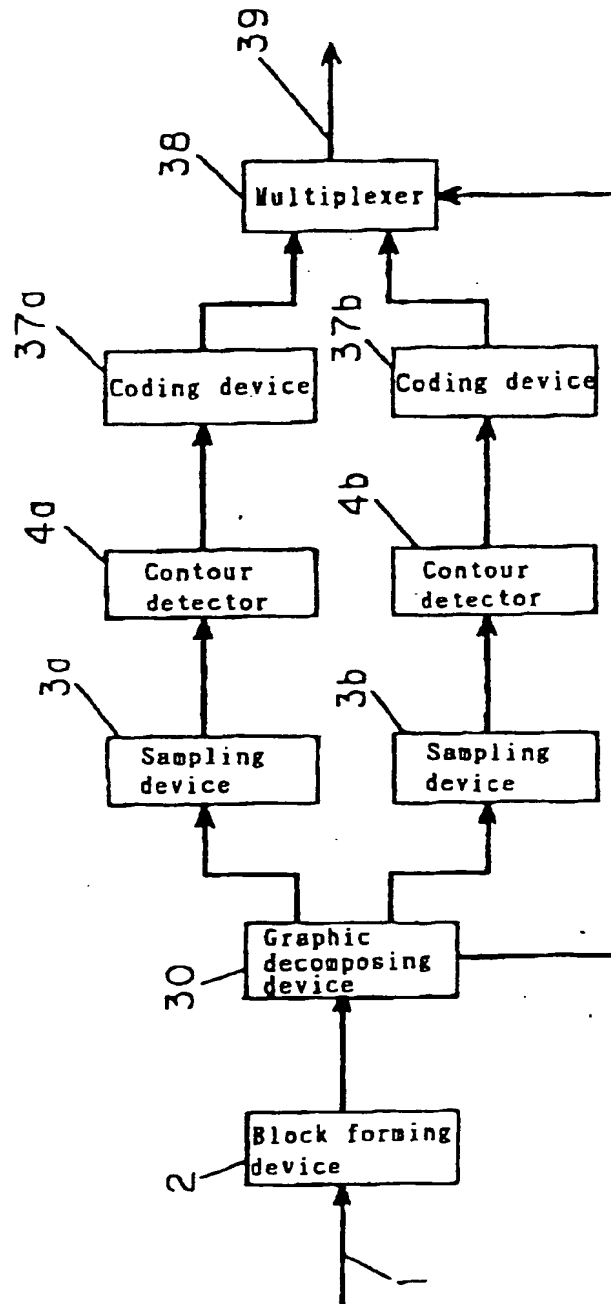 39
38
Multiplexer
37a
Coding device
37b
Coding device
4a
Contour
detector
4b
Contour
detector
3a
Sampling
device
3b
Sampling
device
30
Graphic
decomposing
device
2
Block forming
device
1